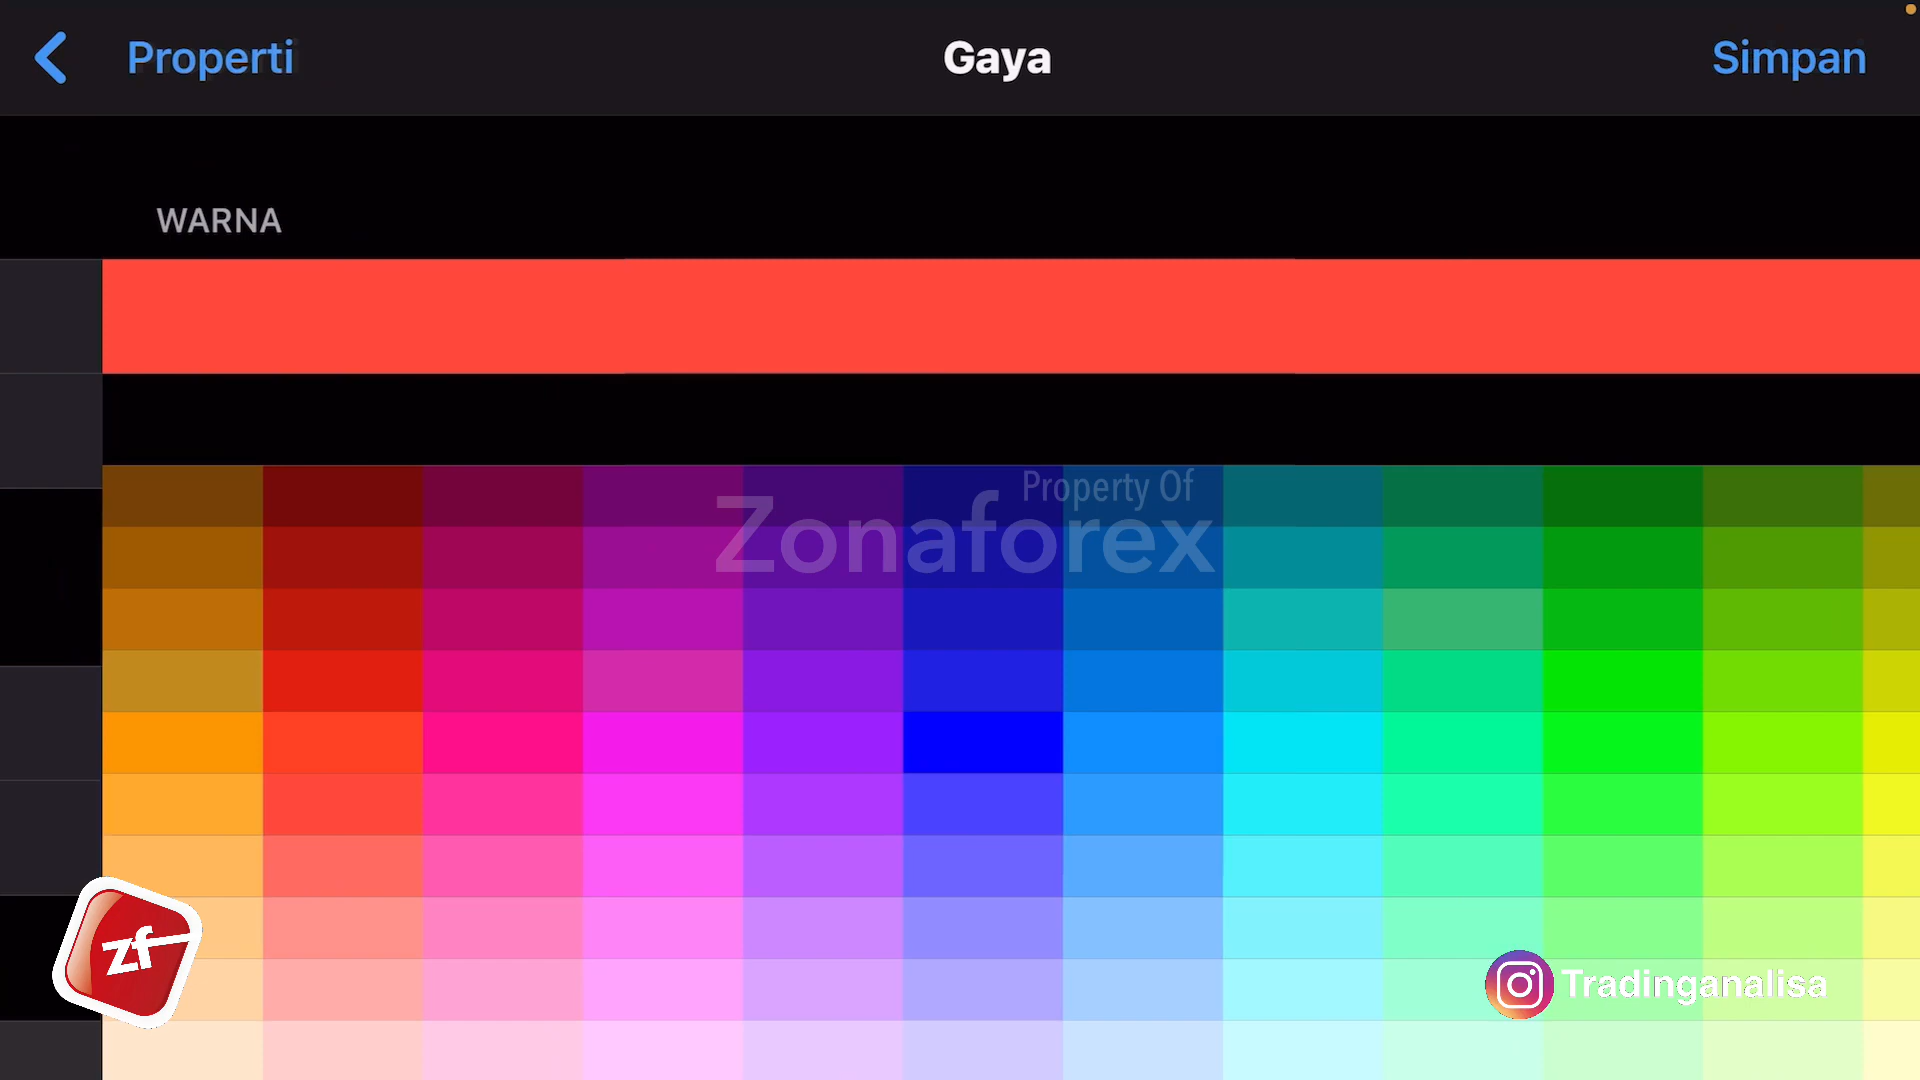 Properti
Gaya
Simpan
WARNA
Property Of
Zonaforex
zf
Tradinganalisa